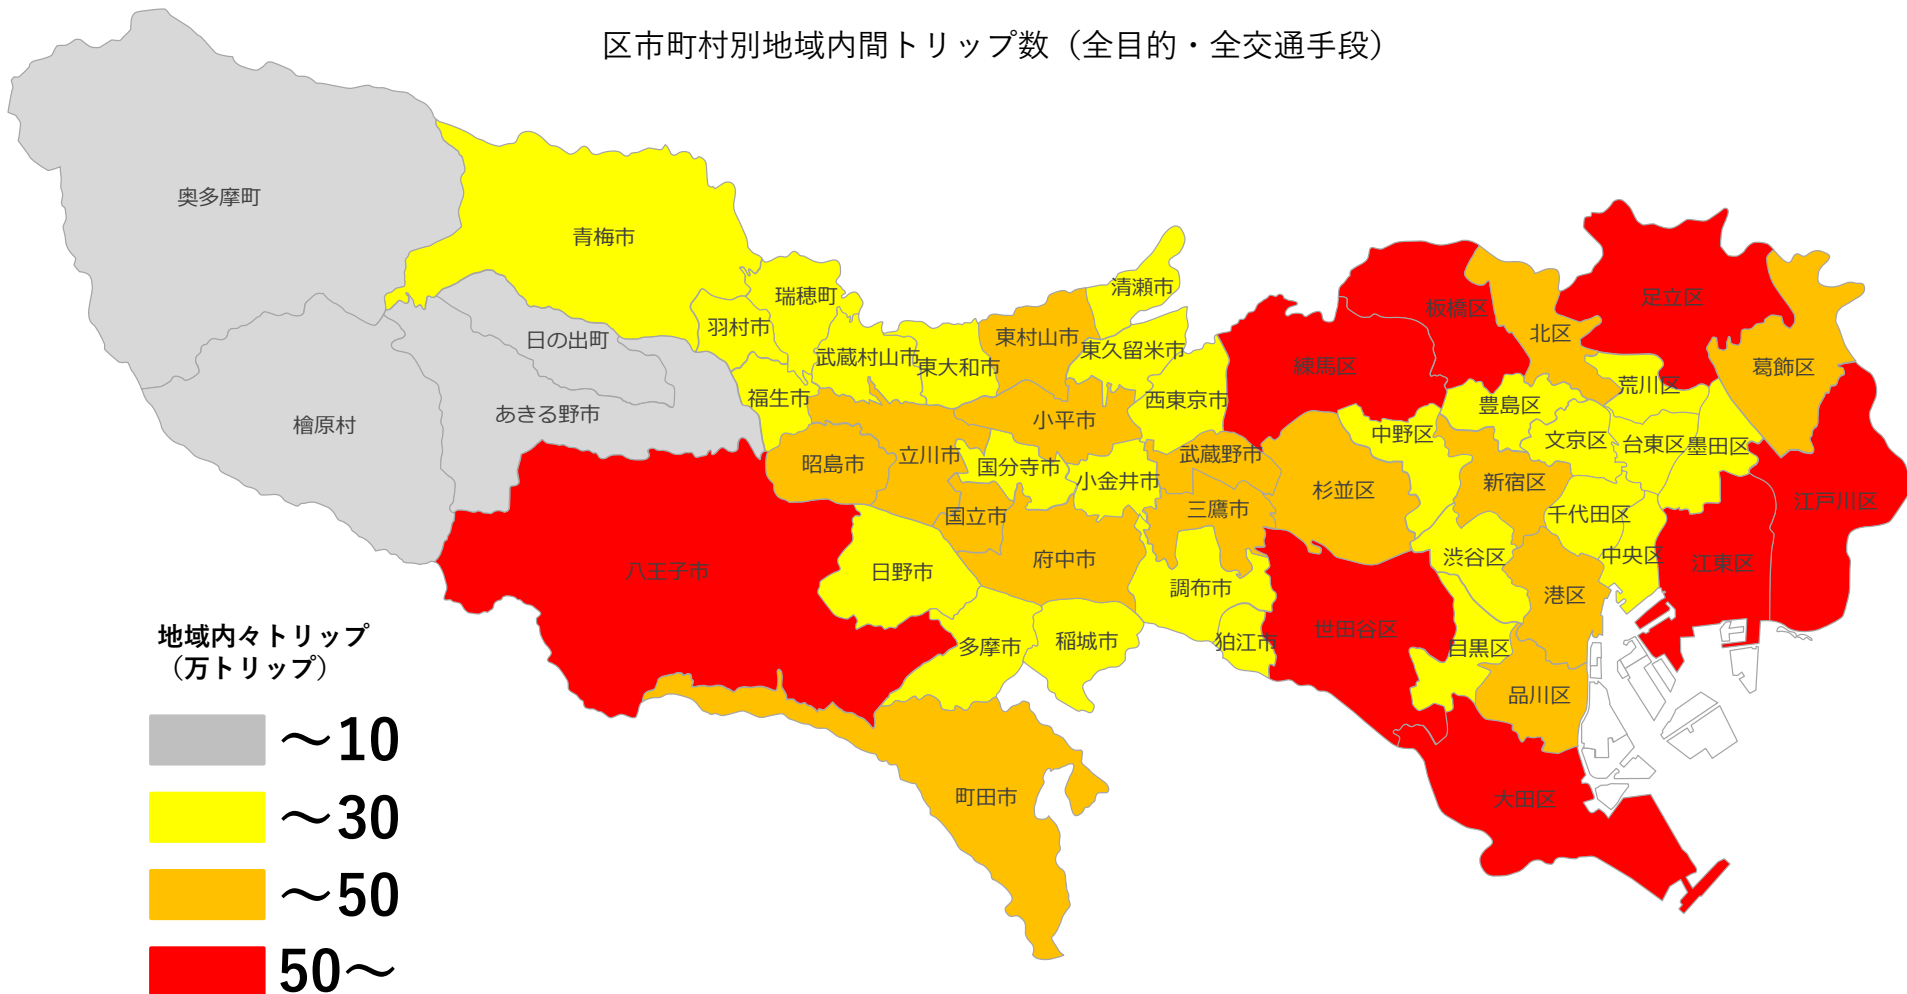 区市町村別地域内間トリップ数（全目的・全交通手段）
奥多摩町
青梅市
瑞穂町
清瀬市
羽村市
日の出町
東村山市
東久留米市
武蔵村山市
東大和市
福生市
西東京市
檜原村
あきる野市
小平市
昭島市
立川市
国分寺市
小金井市
武蔵野市
国立市
三鷹市
府中市
八王子市
日野市
調布市
多摩市
稲城市
狛江市
町田市
板橋区
足立区
北区
練馬区
葛飾区
荒川区
豊島区
中野区
文京区
台東区
墨田区
杉並区
新宿区
千代田区
江戸川区
渋谷区
中央区
江東区
港区
世田谷区
目黒区
品川区
大田区
地域内々トリップ
（万トリップ）
～10
～30
～50
50～